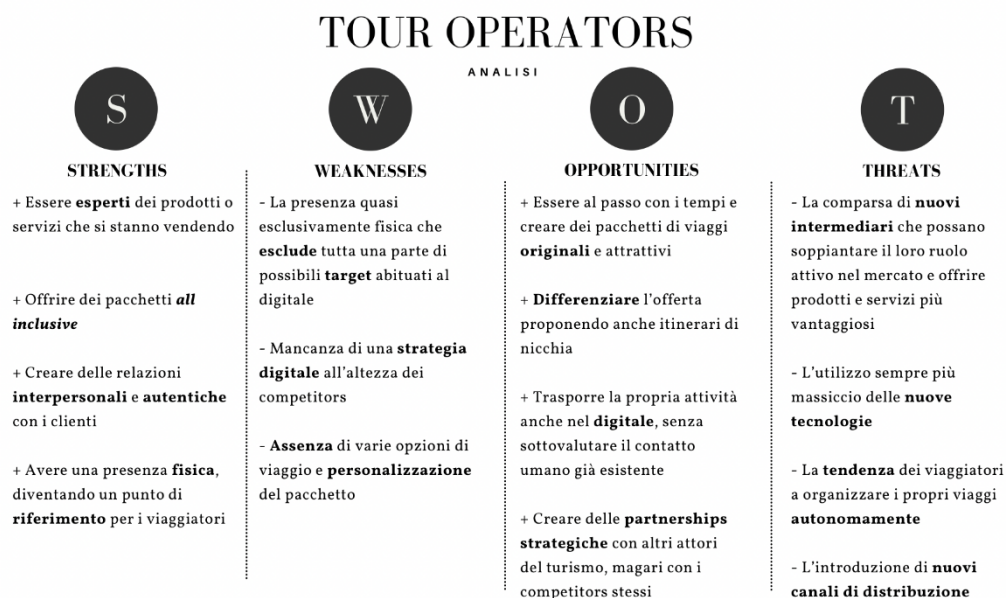 TOUR OPERATORS
ANALISI
S
STRENGTHS
+ Essere esperti dei prodotti o
servizi che si stanno vendendo
+ Offrire dei pacchetti all
inclusive
+ Creare delle relazioni
interpersonali e autentiche
con i clienti
+ Avere una presenza fisica,
diventando un punto di
riferimento per i viaggiatori
W
WEAKNESSES
- La presenza quasi
esclusivamente fisica che
esclude tutta una parte di
possibili target abituati al
digitale
- Mancanza di una strategia
digitale all'altezza dei
competitors
- Assenza di varie opzioni di
viaggio e personalizzazione
del pacchetto
O
OPPORTUNITIES
+ Essere al passo con i tempi e
creare dei pacchetti di viaggi
originali e attrattivi
+ Differenziare l'offerta
proponendo anche itinerari di
nicchia
+ Trasporre la propria attività
anche nel digitale, senza
sottovalutare il contatto
umano già esistente
+ Creare delle partnerships
strategiche con altri attori
del turismo, magari con i
competitors stessi
T
THREATS
- La comparsa di nuovi
intermediari che possano
soppiantare il loro ruolo
attivo nel mercato e offrire
prodotti e servizi più
vantaggiosi
- L'utilizzo sempre più
massiccio delle nuove
tecnologie
- La tendenza dei viaggiatori
a organizzare i propri viaggi
autonomamente
- L'introduzione di nuovi
canali di distribuzione